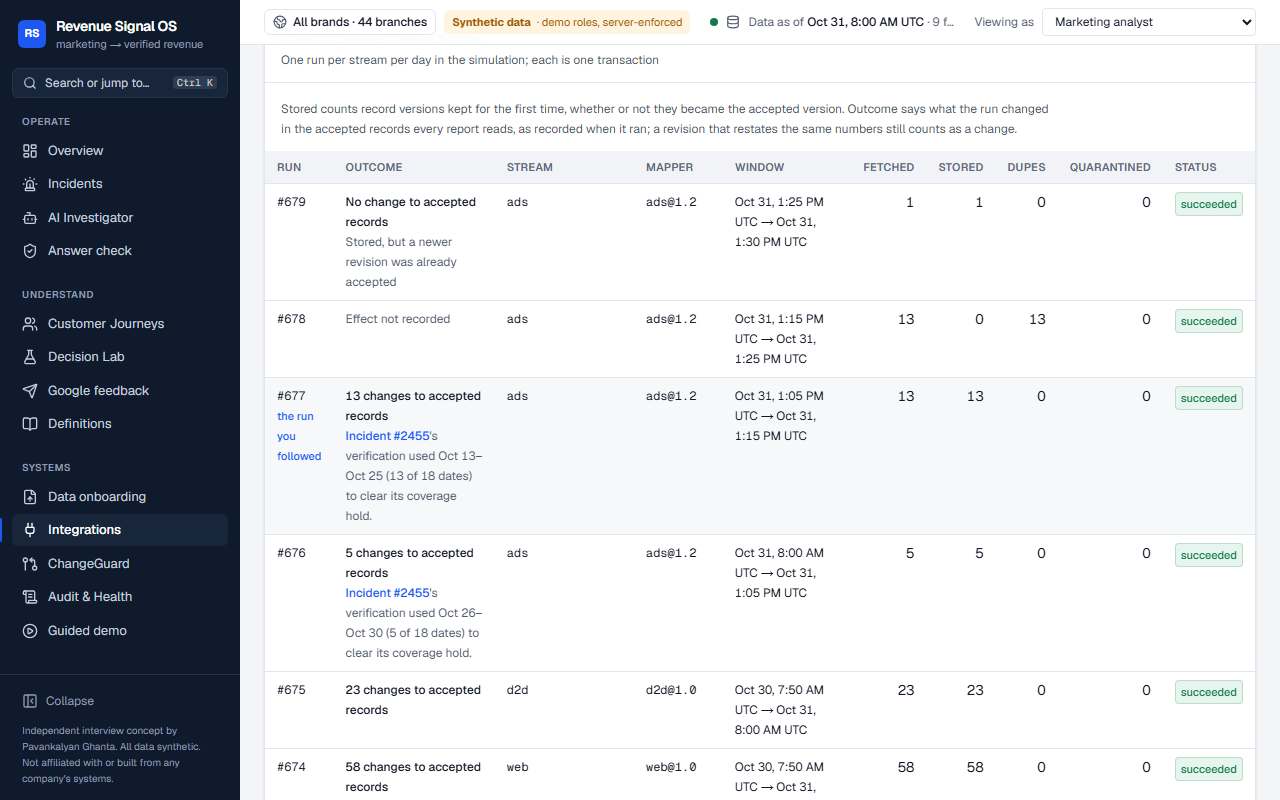 RS
Revenue Signal OS
marketing → verified revenue
Search or jump to...
Ctrl K
OPERATE
Overview
Incidents
AI Investigator
Answer check
UNDERSTAND
Customer Journeys
Decision Lab
Google feedback
Definitions
SYSTEMS
Data onboarding
Integrations
ChangeGuard
Audit & Health
Guided demo
Collapse
Independent interview concept by
Pavankalyan Ghanta. All data synthetic.
Not affiliated with or built from any
company's systems.
All brands · 44 branches
Synthetic data · demo roles, server-enforced
Data as of Oct 31, 8:00 AM UTC · 9 f...
Viewing as
Marketing analyst
One run per stream per day in the simulation; each is one transaction
Stored counts record versions kept for the first time, whether or not they became the accepted version. Outcome says what the run changed
in the accepted records every report reads, as recorded when it ran; a revision that restates the same numbers still counts as a change.
RUN OUTCOME STREAM MAPPER WINDOW FETCHED STORED DUPES QUARANTINED STATUS
#679 No change to accepted ads ads@1.2 Oct 31, 1:25 PM 1 1 0 0 succeeded
records UTC → Oct 31,
Stored, but a newer 1:30 PM UTC
revision was already
accepted
#678 Effect not recorded ads ads@1.2 Oct 31, 1:15 PM 13 0 13 0 succeeded
UTC → Oct 31,
1:25 PM UTC
#677 13 changes to accepted ads ads@1.2 Oct 31, 1:05 PM 13 13 0 0 succeeded
the run records UTC → Oct 31,
you Incident #2455's 1:15 PM UTC
followed verification used Oct 13–
Oct 25 (13 of 18 dates)
to clear its coverage
hold.
#676 5 changes to accepted ads ads@1.2 Oct 31, 8:00 AM 5 5 0 0 succeeded
records UTC → Oct 31,
Incident #2455's 1:05 PM UTC
verification used Oct 26–
Oct 30 (5 of 18 dates) to
clear its coverage hold.
#675 23 changes to accepted d2d d2d@1.0 Oct 30, 7:50 AM 23 23 0 0 succeeded
records UTC → Oct 31,
8:00 AM UTC
#674 58 changes to accepted web web@1.0 Oct 30, 7:50 AM 58 58 0 0 succeeded
records UTC → Oct 31,